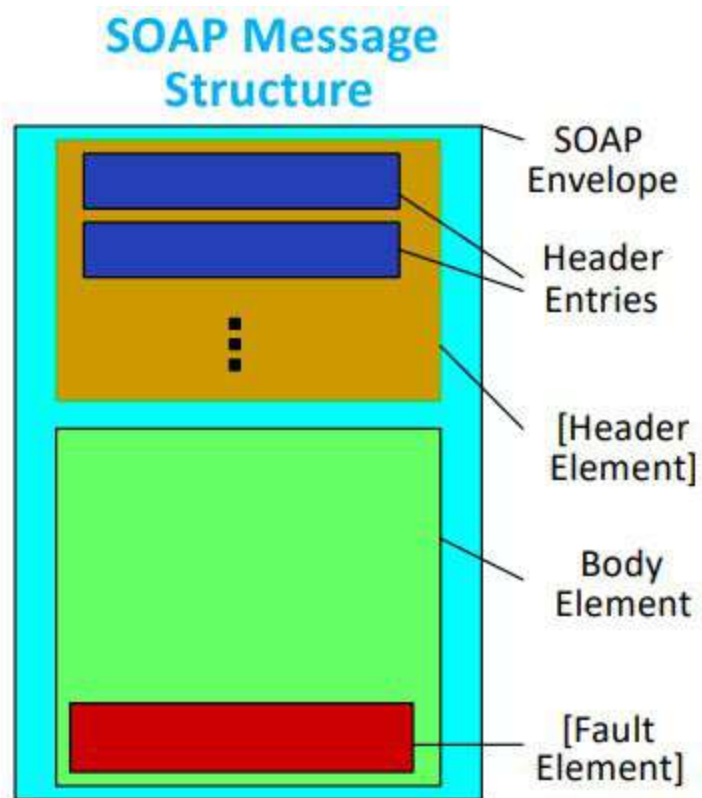 SOAP Message
Structure
SOAP
Envelope
Header
Entries
[Header
Element]
Body
Element
[Fault
Element]